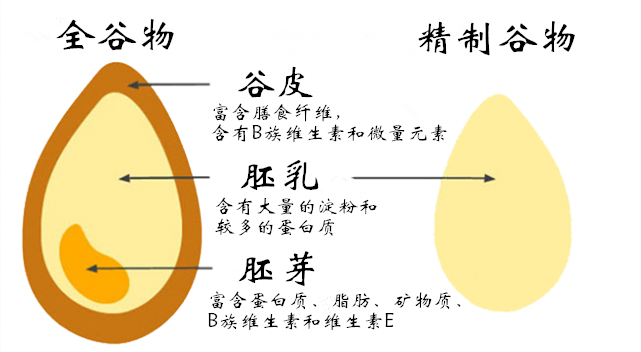 全谷物
精制谷物
谷皮
富含膳食纤维，
含有B族维生素和微量元素
胚乳
含有大量的淀粉和
较多的蛋白质
胚芽
富含蛋白质、脂肪、矿物质、
B族维生素和维生素E